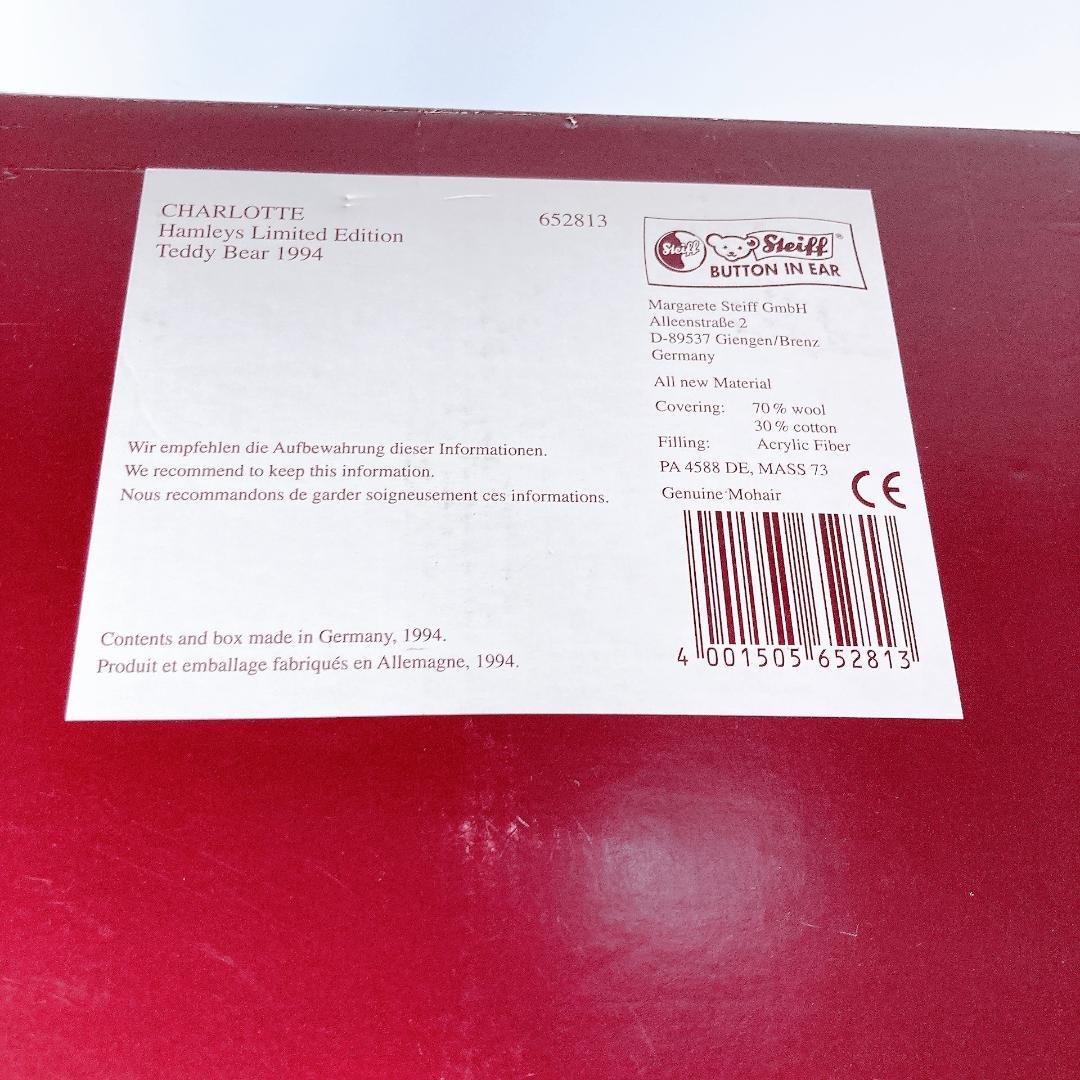 CHARLOTTE
Hamleys Limited Edition
Teddy Bear 1994
652813
Steiff Steiff®
BUTTON IN EAR
Margarete Steiff GmbH
Alleenstraße 2
D-89537 Giengen/Brenz
Germany
All new Material
Covering: 70 % wool
30 % cotton
Filling: Acrylic Fiber
PA 4588 DE, MASS 73
Genuine Mohair
CE
Wir empfehlen die Aufbewahrung dieser Informationen.
We recommend to keep this information.
Nous recommandons de garder soigneusement ces informations.
Contents and box made in Germany, 1994.
Produit et emballage fabriqués en Allemagne, 1994.
4 001505 652813